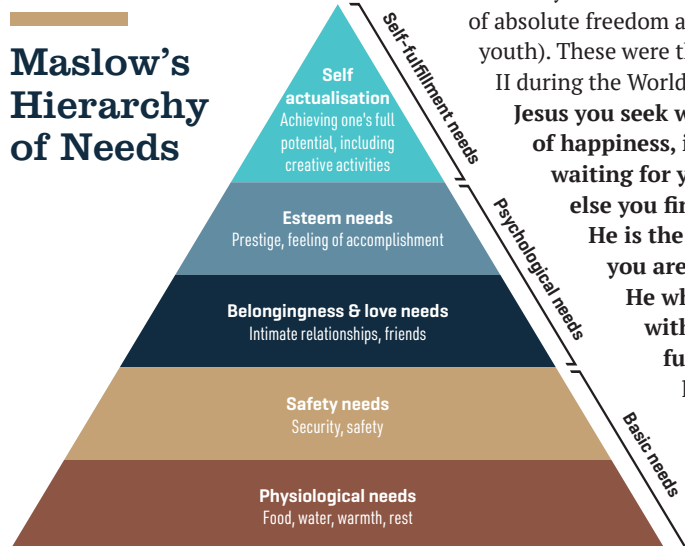 Maslow's
Hierarchy
of Needs
Self
actualisation
Achieving one's full
potential, including
creative activities
Esteem needs
Prestige, feeling of accomplishment
Belongingness & love needs
Intimate relationships, friends
Safety needs
Security, safety
Physiological needs
Food, water, warmth, rest
Self-fulfillment needs
Psychological needs
Basic needs
of absolute freedom a
youth). These were th
II during the World
Jesus you seek w
of happiness, i
waiting for y
else you fin
He is the
you are
He wh
with
fu